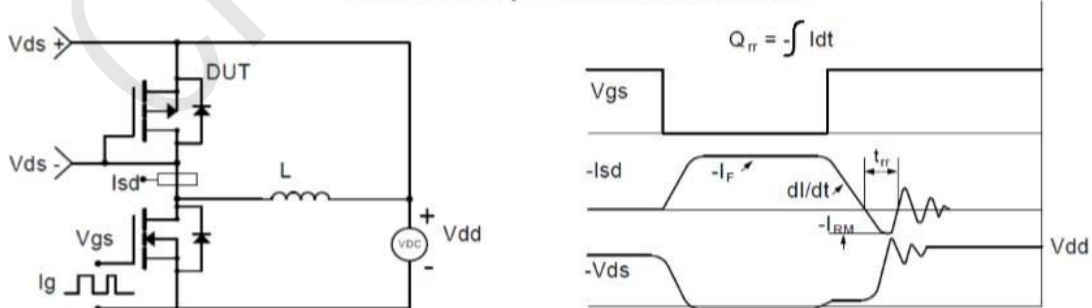 Vds +
DUT
Vds -
Isd
L
Vgs
Ig
+
VDC
-
Vdd
Qrr = -∫ Idt
Vgs
-Isd
-IF
dI/dt
trr
-IRM
Vdd
-Vds